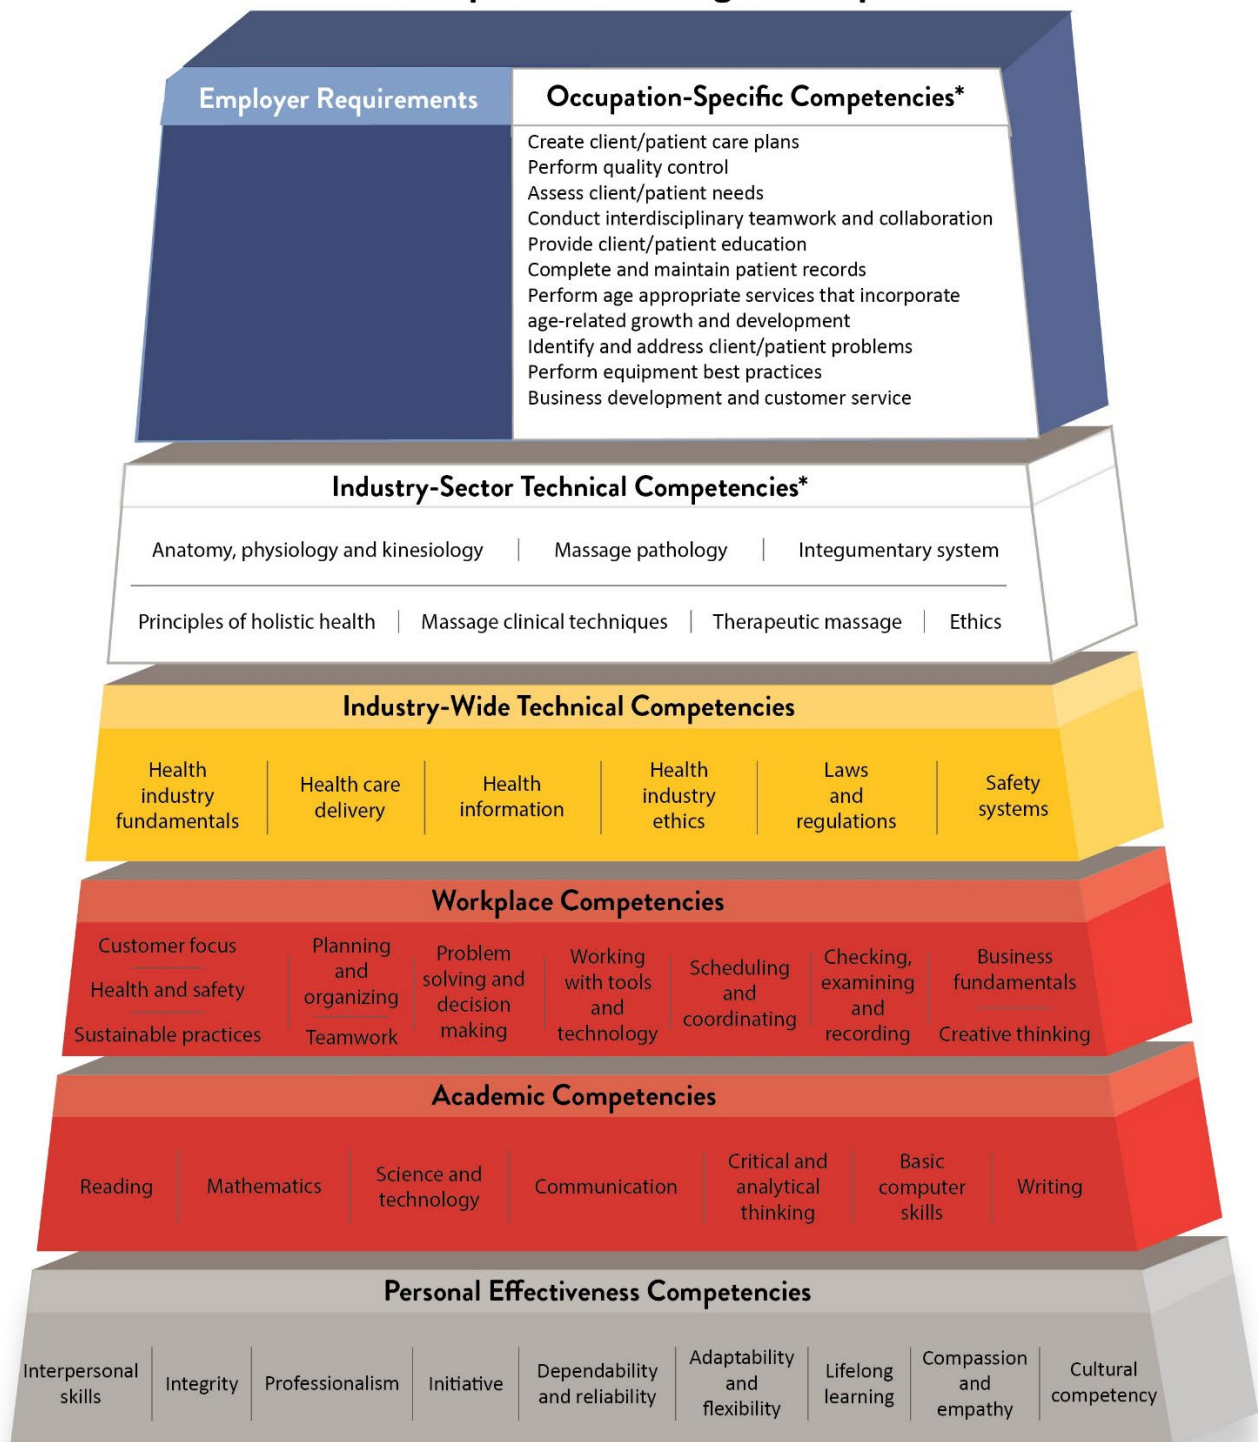 Employer Requirements
Occupation-Specific Competencies*
Create client/patient care plans
Perform quality control
Assess client/patient needs
Conduct interdisciplinary teamwork and collaboration
Provide client/patient education
Complete and maintain patient records
Perform age appropriate services that incorporate
age-related growth and development
Identify and address client/patient problems
Perform equipment best practices
Business development and customer service
Industry-Sector Technical Competencies*
Anatomy, physiology and kinesiology
Massage pathology
Integumentary system
Principles of holistic health
Massage clinical techniques
Therapeutic massage
Ethics
Industry-Wide Technical Competencies
Health
industry
fundamentals
Health care
delivery
Health
information
Health
industry
ethics
Laws
and
regulations
Safety
systems
Workplace Competencies
Customer focus
Health and safety
Sustainable practices
Planning
and
organizing
Teamwork
Problem
solving and
decision
making
Working
with tools
and
technology
Scheduling
and
coordinating
Checking,
examining
and
recording
Business
fundamentals
Creative thinking
Academic Competencies
Reading
Mathematics
Science and
technology
Communication
Critical and
analytical
thinking
Basic
computer
skills
Writing
Personal Effectiveness Competencies
Interpersonal
skills
Integrity
Professionalism
Initiative
Dependability
and reliability
Adaptability
and
flexibility
Lifelong
learning
Compassion
and
empathy
Cultural
competency